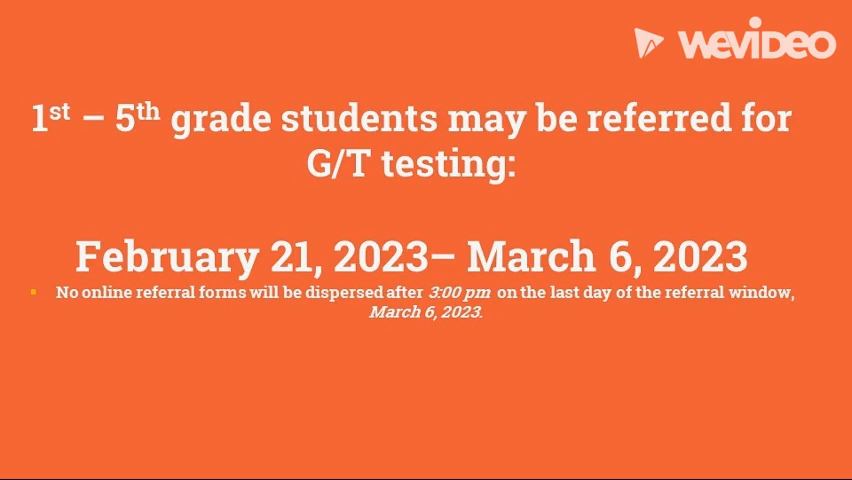 WEVIDEO
1st – 5th grade students may be referred for
G/T testing:
February 21, 2023– March 6, 2023
▪ No online referral forms will be dispersed after 3:00 pm on the last day of the referral window,
March 6, 2023.